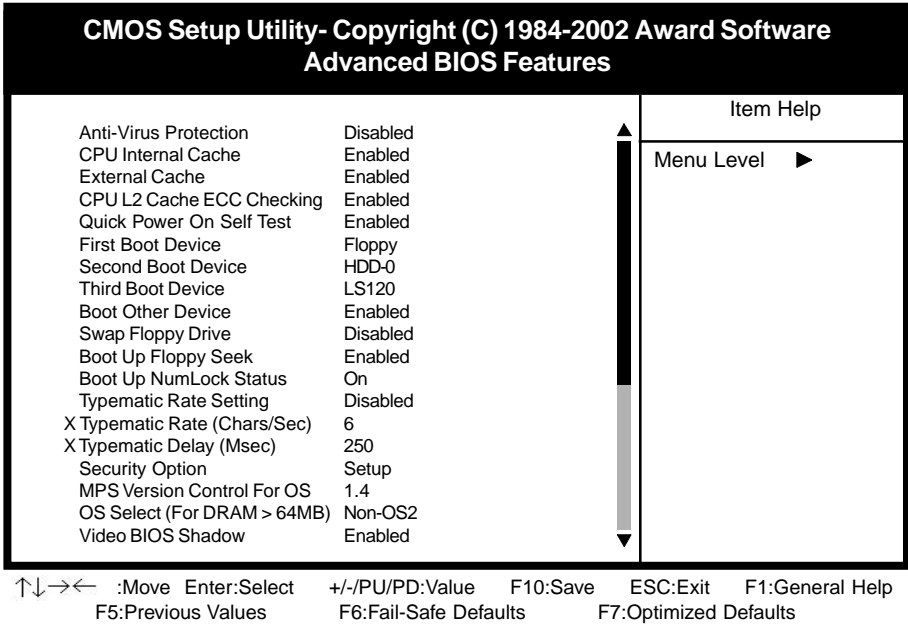 CMOS Setup Utility- Copyright (C) 1984-2002 Award Software
Advanced BIOS Features
Anti-Virus Protection Disabled
CPU Internal Cache Enabled
External Cache Enabled
CPU L2 Cache ECC Checking Enabled
Quick Power On Self Test Enabled
First Boot Device Floppy
Second Boot Device HDD-0
Third Boot Device LS120
Boot Other Device Enabled
Swap Floppy Drive Disabled
Boot Up Floppy Seek Enabled
Boot Up NumLock Status On
Typematic Rate Setting Disabled
X Typematic Rate (Chars/Sec) 6
X Typematic Delay (Msec) 250
Security Option Setup
MPS Version Control For OS 1.4
OS Select (For DRAM > 64MB) Non-OS2
Video BIOS Shadow Enabled
Item Help
Menu Level ▶
↑↓→← :Move Enter:Select +/-/PU/PD:Value F10:Save ESC:Exit F1:General Help
F5:Previous Values F6:Fail-Safe Defaults F7:Optimized Defaults